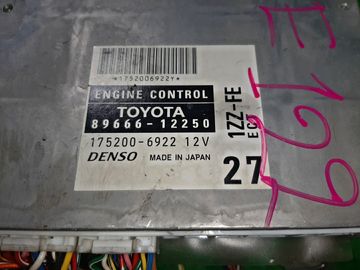 *1752006922Y*
ENGINE CONTROL
TOYOTA
89666-12250
175200-6922 12V
DENSO MADE IN JAPAN
1ZZ-FE
27
E